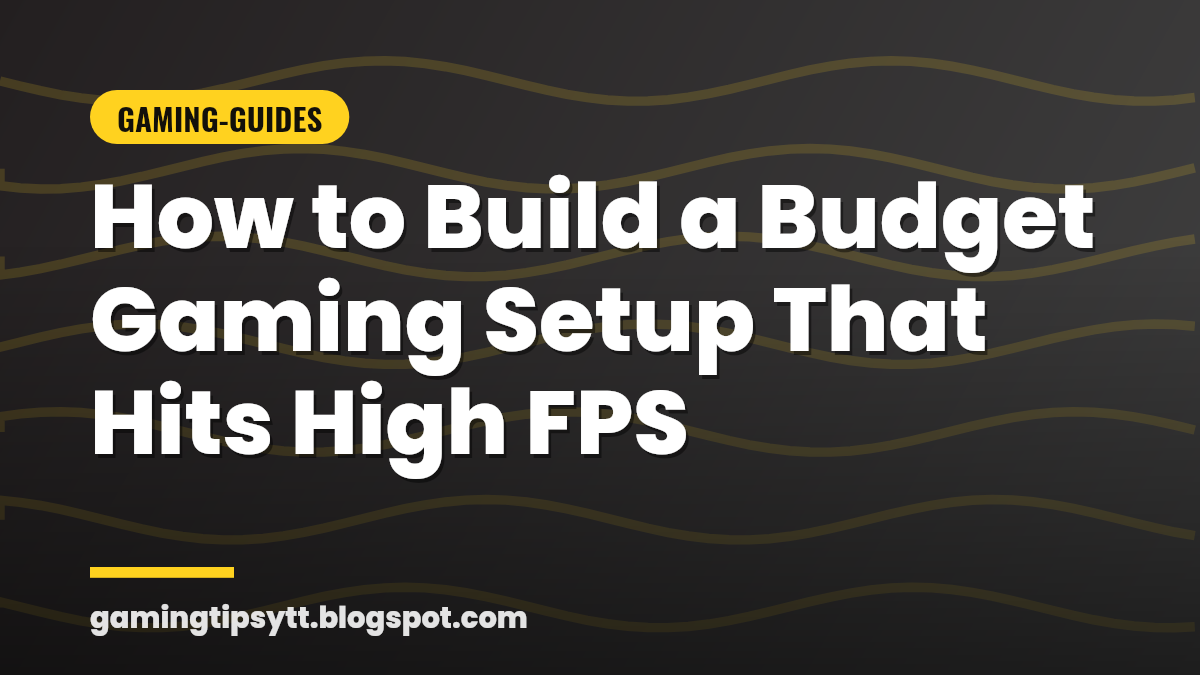 GAMING-GUIDES
How to Build a Budget
Gaming Setup That
Hits High FPS
gamingtipsytt.blogspot.com